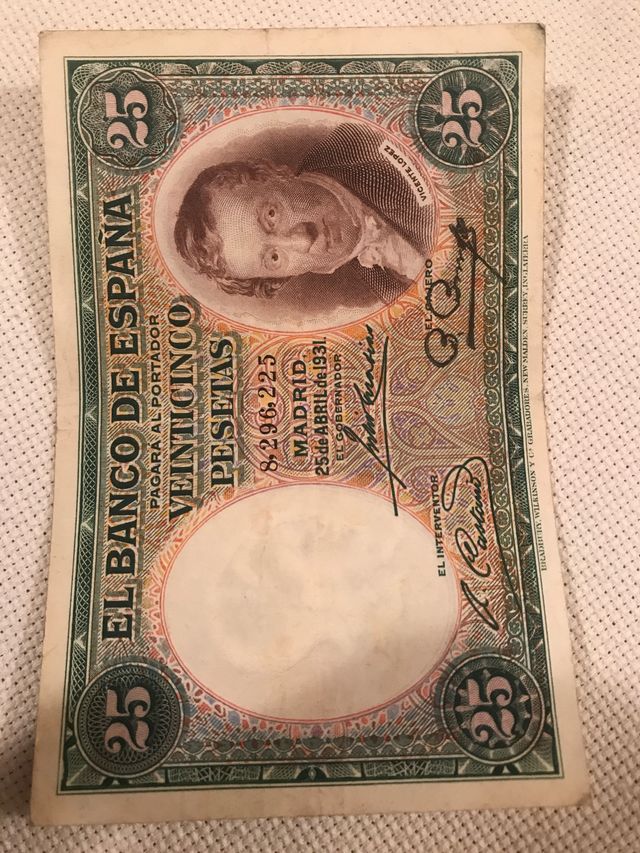 25
25
EL BANCO DE ESPAÑA
PAGARÁ AL PORTADOR
VEINTICINCO
PESETAS
8,296,225
MADRID,
25 de ABRIL de 1931.
EL GOBERNADOR
EL INTERVENTOR
EL CAJERO
VICENTE LOPEZ
25
25
BRADBURY, WILKINSON Y Cª GRABADORES, NEW MALDEN, SURREY, INGLATERRA